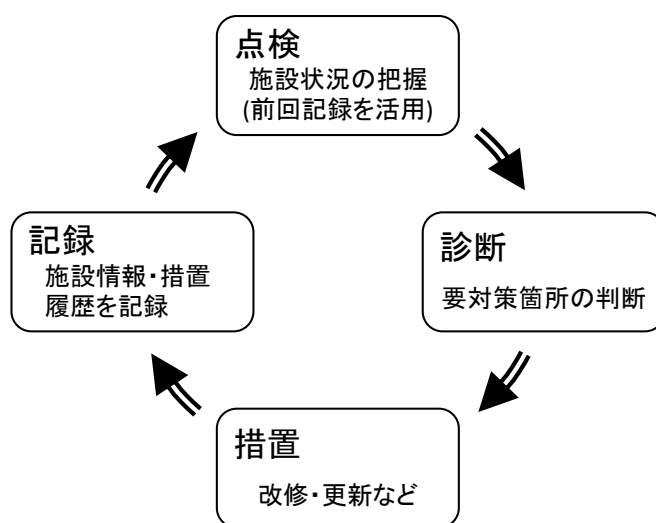 点検
施設状況の把握
(前回記録を活用)
診断
要対策箇所の判断
措置
改修・更新など
記録
施設情報・措置
履歴を記録